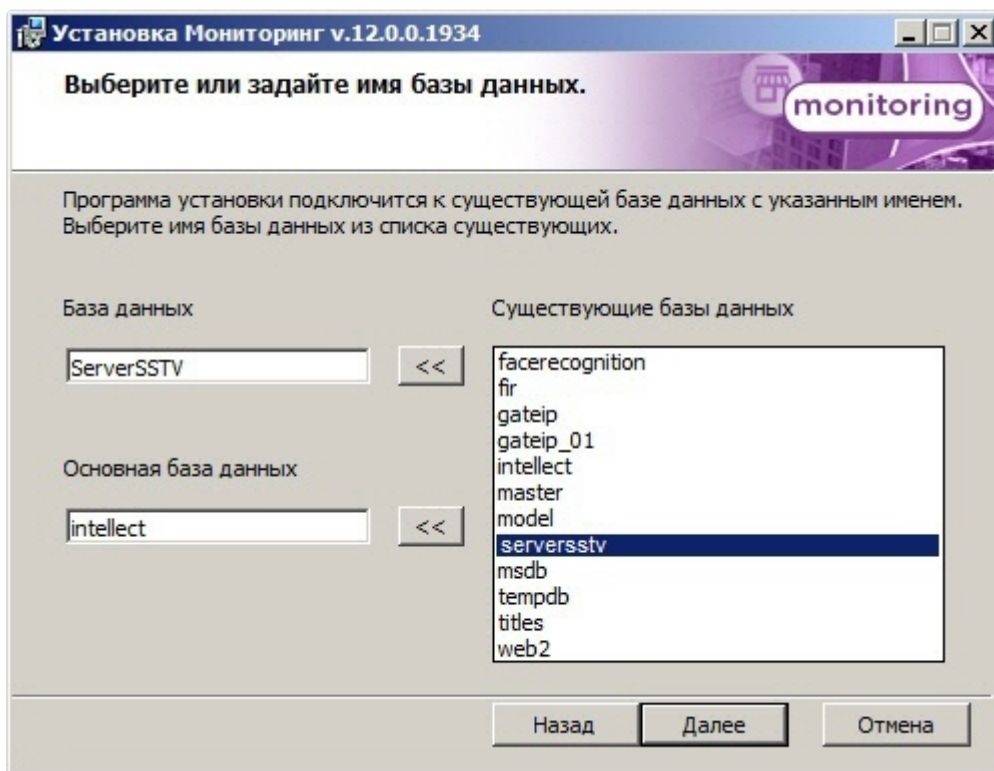 Установка Мониторинг v.12.0.0.1934
Выберите или задайте имя базы данных.
monitoring
Программа установки подключится к существующей базе данных с указанным именем.
Выберите имя базы данных из списка существующих.
База данных
ServerSSTV
<<
Основная база данных
intellect
<<
Существующие базы данных
facerecognition
fir
gateip
gateip_01
intellect
master
model
serversstv
msdb
tempdb
titles
web2
Назад
Далее
Отмена